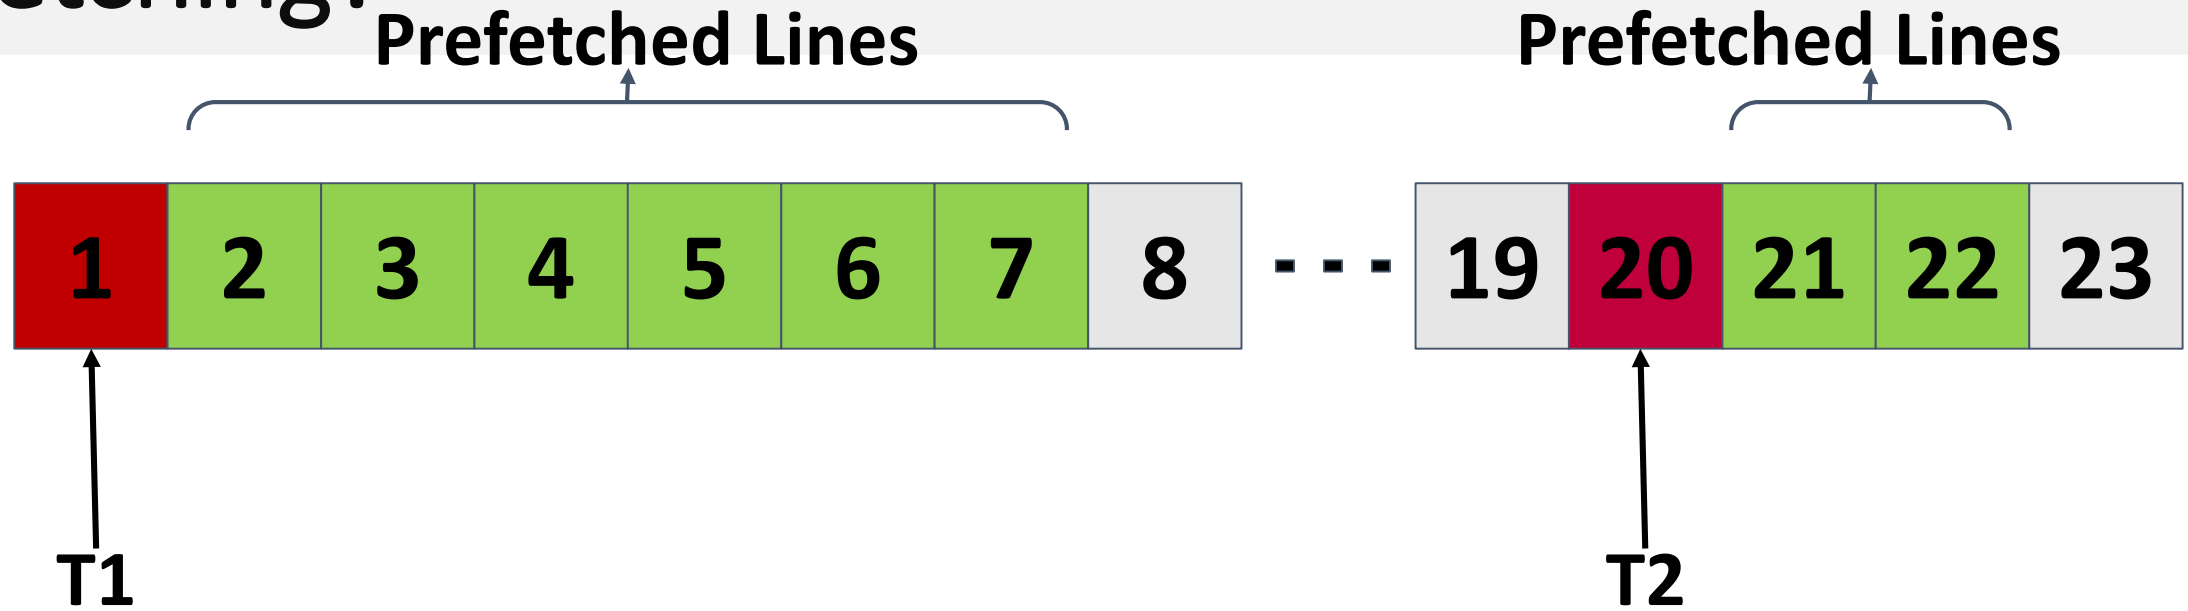 Prefetched Lines Prefetched Lines
1 2 3 4 5 6 7 8 19 20 21 22 23
T1 T2